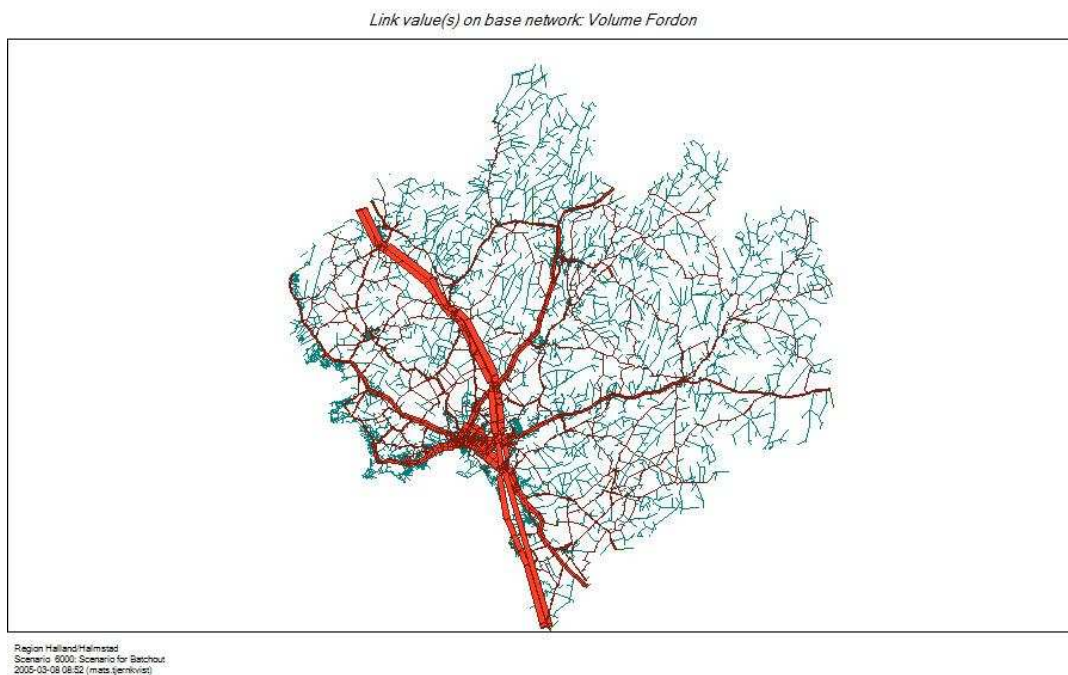 Link value(s) on base network: Volume Fordon
Region Halland/Halmstad
Scenario 6000: Scenario for Batchout
2005-03-08 08:52 (mats.tjernkvist)